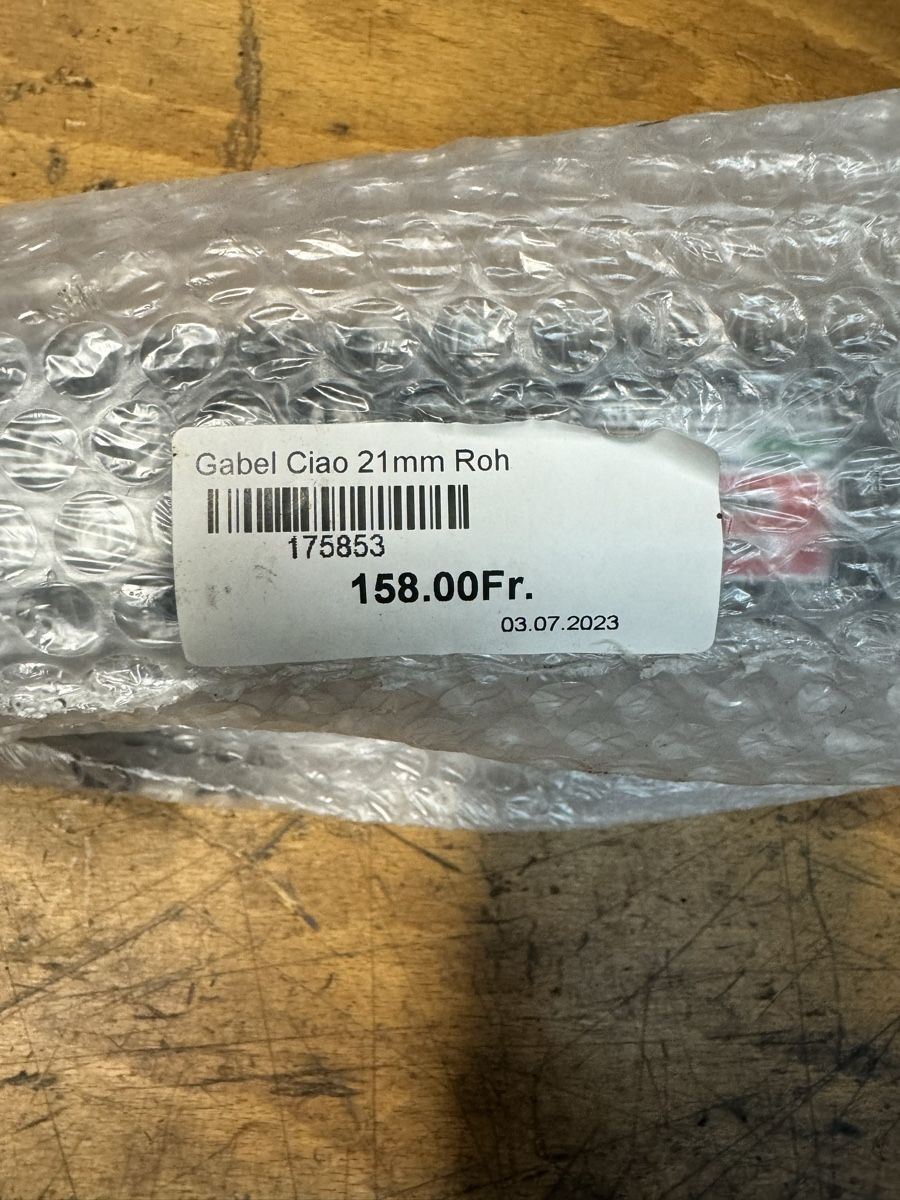 Gabel Ciao 21mm Roh
175853
158.00Fr.
03.07.2023